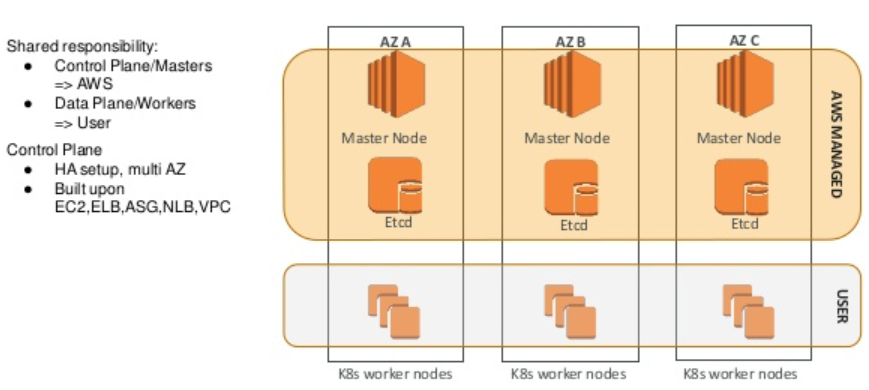 Shared responsibility:
● Control Plane/Masters
=> AWS
● Data Plane/Workers
=> User
Control Plane
● HA setup, multi AZ
● Built upon
EC2,ELB,ASG,NLB,VPC
AZ A
AZ B
AZ C
Master Node
Master Node
Master Node
Etcd
Etcd
Etcd
AWS MANAGED
USER
K8s worker nodes
K8s worker nodes
K8s worker nodes